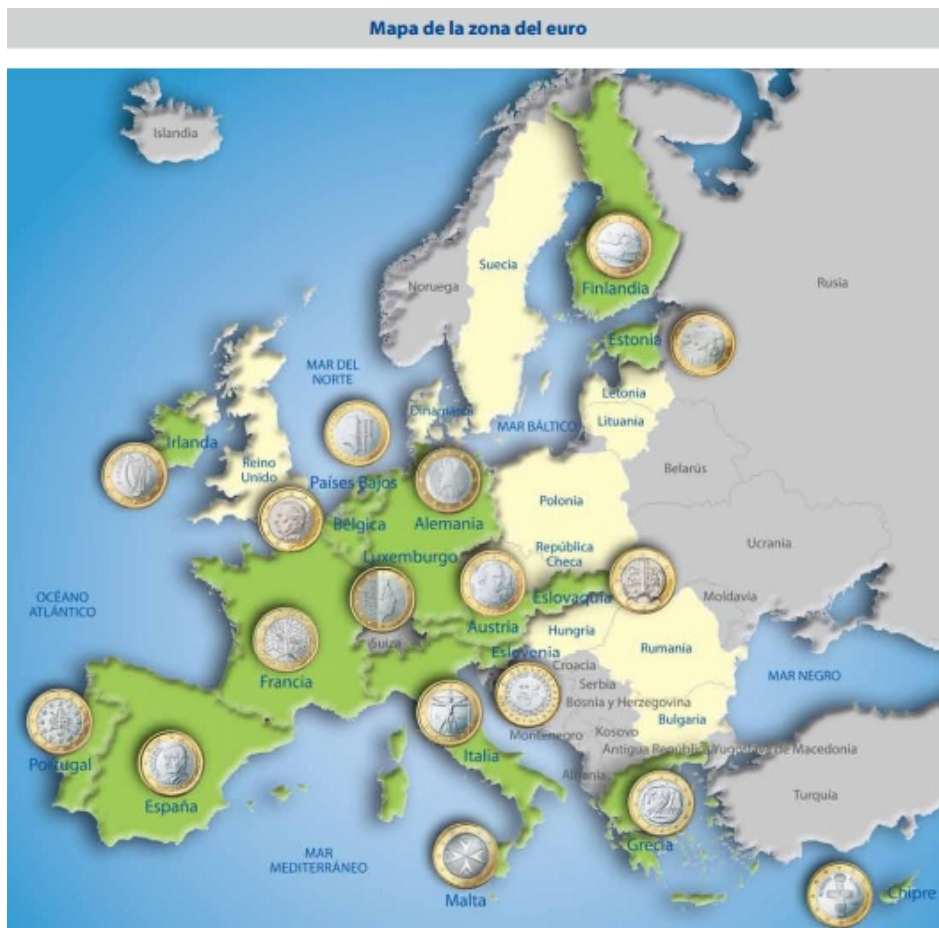 Mapa de la zona del euro
Islandia
Suecia
Noruega
Finlandia
Rusia
Estonia
MAR DEL
NORTE
Letonia
Dinamarca
MAR BÁLTICO
Lituania
Irlanda
Reino
Unido
Belarús
Países Bajos
Polonia
Bélgica
Alemania
Ucrania
República
Checa
Luxemburgo
OCÉANO
ATLÁNTICO
Eslovaquia
Moldavia
Austria
Hungria
Suiza
Eslovenia
Rumanía
Croacia
Francia
Serbia
MAR NEGRO
Bosnia y Herzegovina
Bulgaria
Montenegro
Kosovo
Antigua República Yugoslava de Macedonia
Italia
Portugal
Albania
España
Turquía
Grecia
MAR
MEDITERRÁNEO
Malta
Chipre